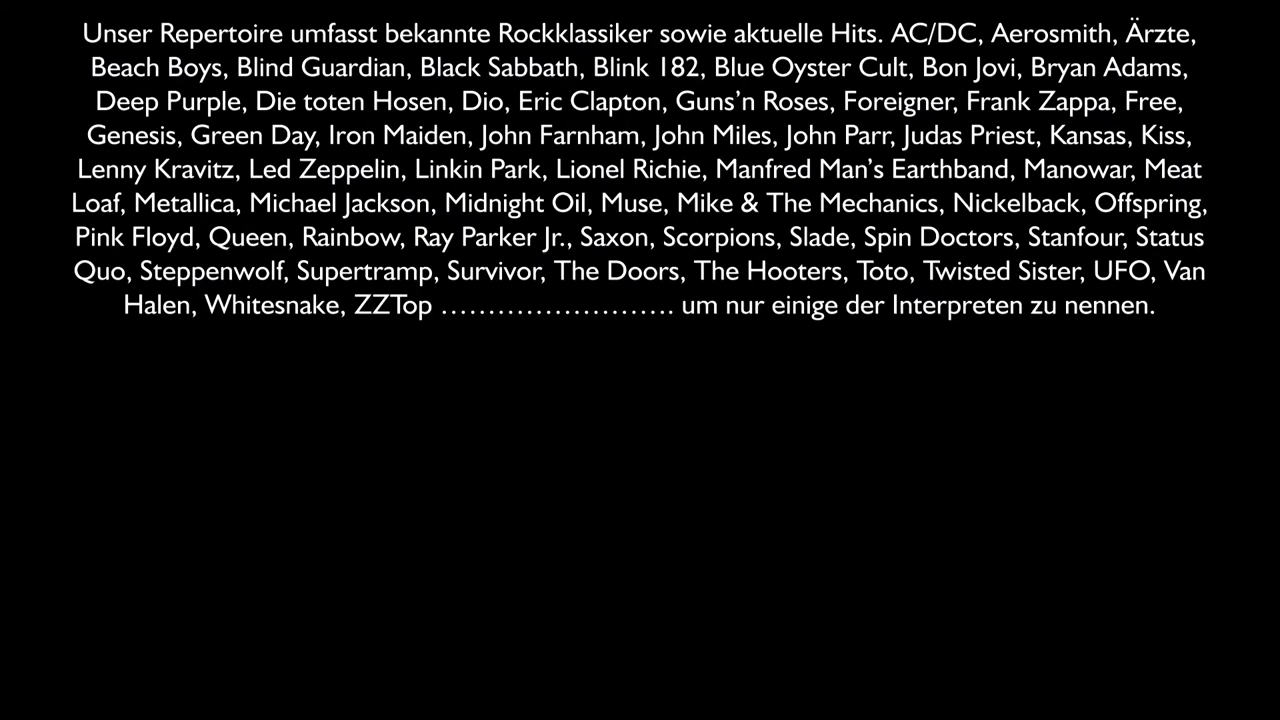 Unser Repertoire umfasst bekannte Rockklassiker sowie aktuelle Hits. AC/DC, Aerosmith, Ärzte,
Beach Boys, Blind Guardian, Black Sabbath, Blink 182, Blue Oyster Cult, Bon Jovi, Bryan Adams,
Deep Purple, Die toten Hosen, Dio, Eric Clapton, Guns’n Roses, Foreigner, Frank Zappa, Free,
Genesis, Green Day, Iron Maiden, John Farnham, John Miles, John Parr, Judas Priest, Kansas, Kiss,
Lenny Kravitz, Led Zeppelin, Linkin Park, Lionel Richie, Manfred Man’s Earthband, Manowar, Meat
Loaf, Metallica, Michael Jackson, Midnight Oil, Muse, Mike & The Mechanics, Nickelback, Offspring,
Pink Floyd, Queen, Rainbow, Ray Parker Jr., Saxon, Scorpions, Slade, Spin Doctors, Stanfour, Status
Quo, Steppenwolf, Supertramp, Survivor, The Doors, The Hooters, Toto, Twisted Sister, UFO, Van
Halen, Whitesnake, ZZTop ……………………. um nur einige der Interpreten zu nennen.